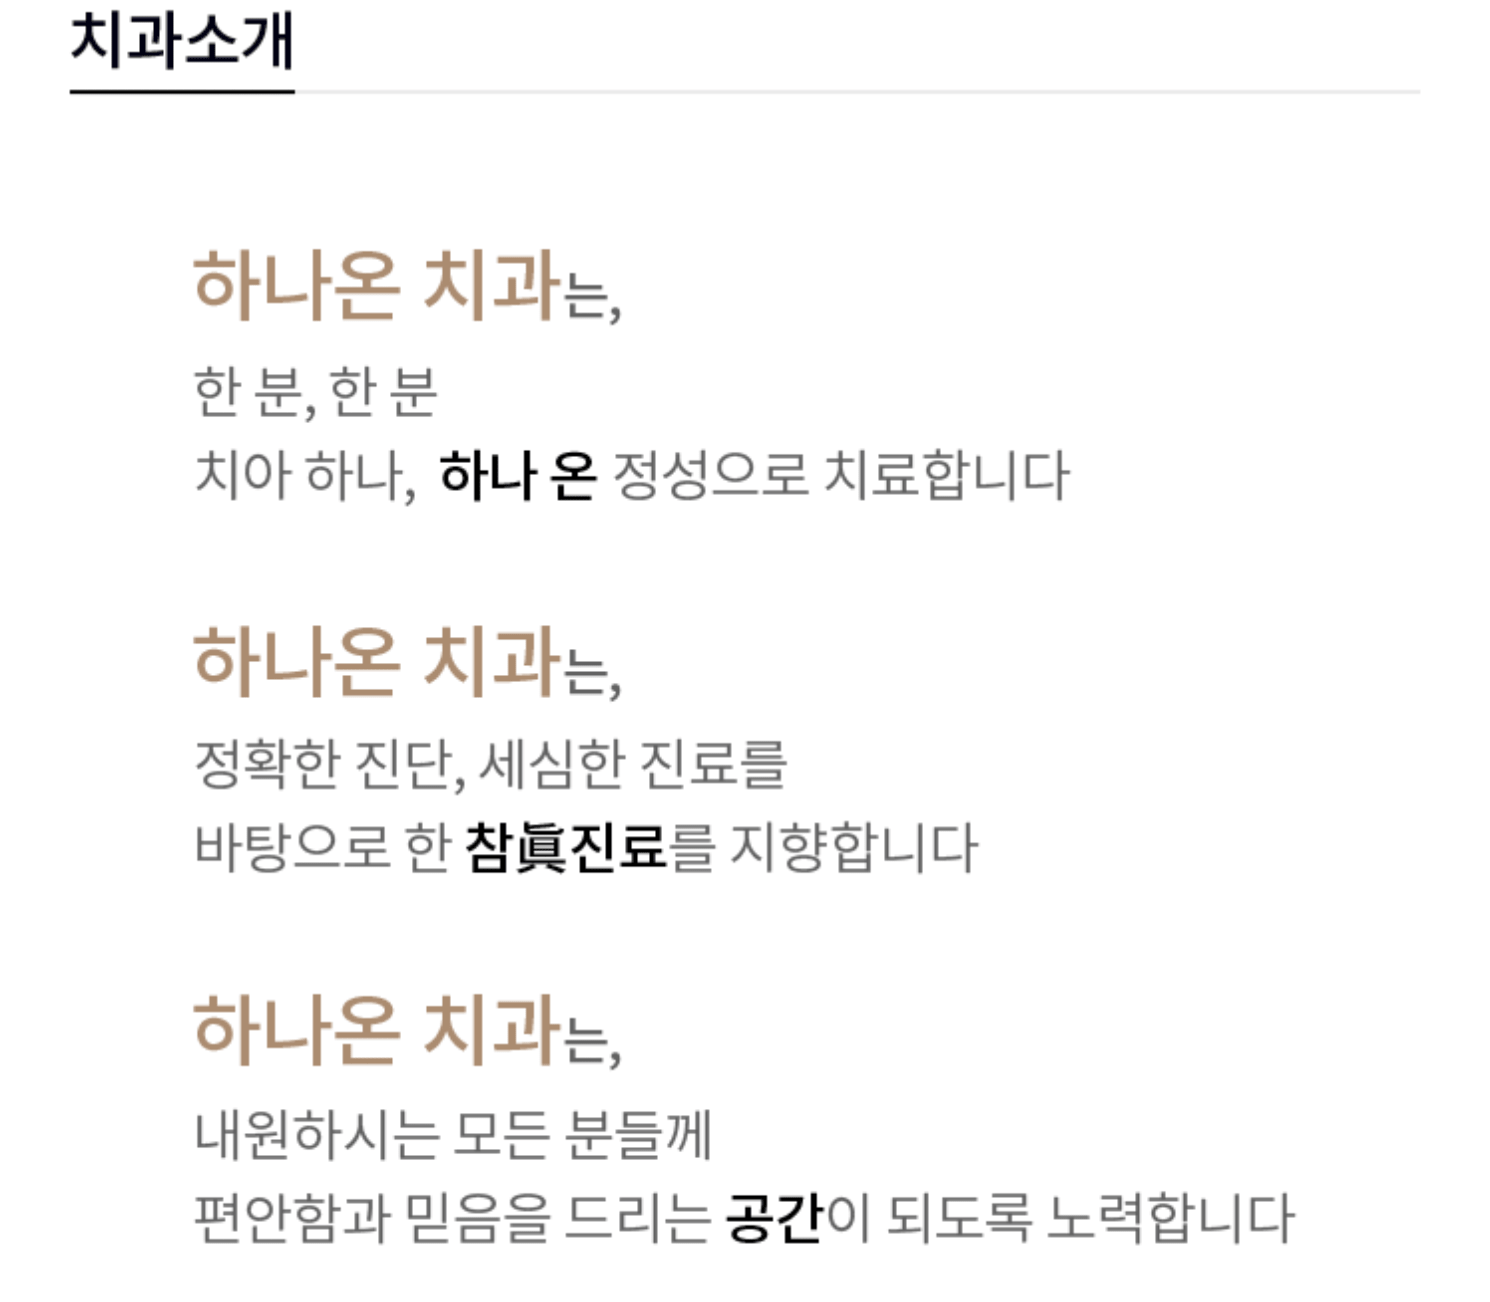 치과소개
하나온 치과는,
한 분, 한 분
치아 하나, 하나 온 정성으로 치료합니다
하나온 치과는,
정확한 진단, 세심한 진료를
바탕으로 한 참眞진료를 지향합니다
하나온 치과는,
내원하시는 모든 분들께
편안함과 믿음을 드리는 공간이 되도록 노력합니다